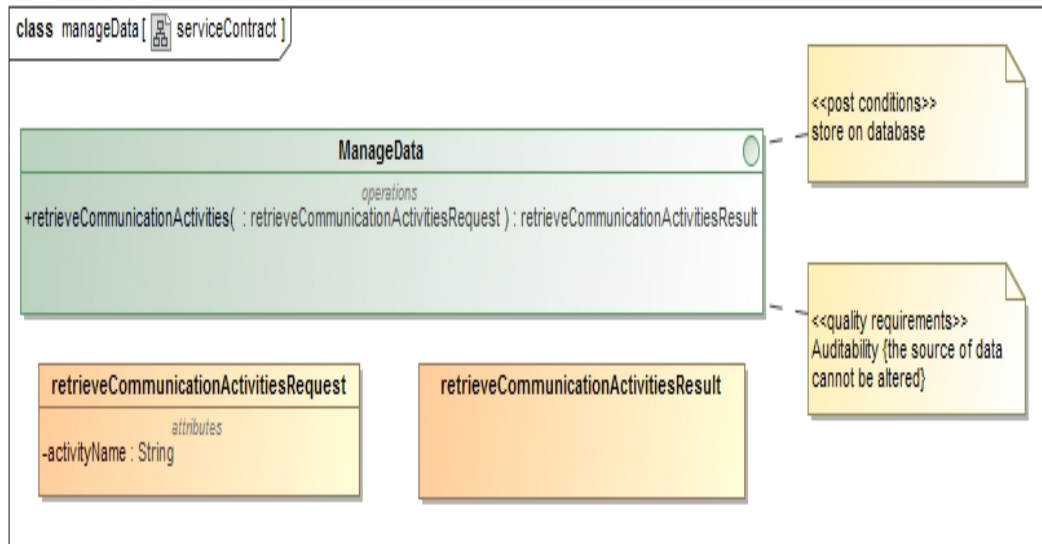 class manageData [ serviceContract ]
<<post conditions>>
store on database
ManageData
operations
+retrieveCommunicationActivities( : retrieveCommunicationActivitiesRequest ) : retrieveCommunicationActivitiesResult
<<quality requirements>>
Auditability {the source of data
cannot be altered}
retrieveCommunicationActivitiesRequest
attributes
-activityName : String
retrieveCommunicationActivitiesResult